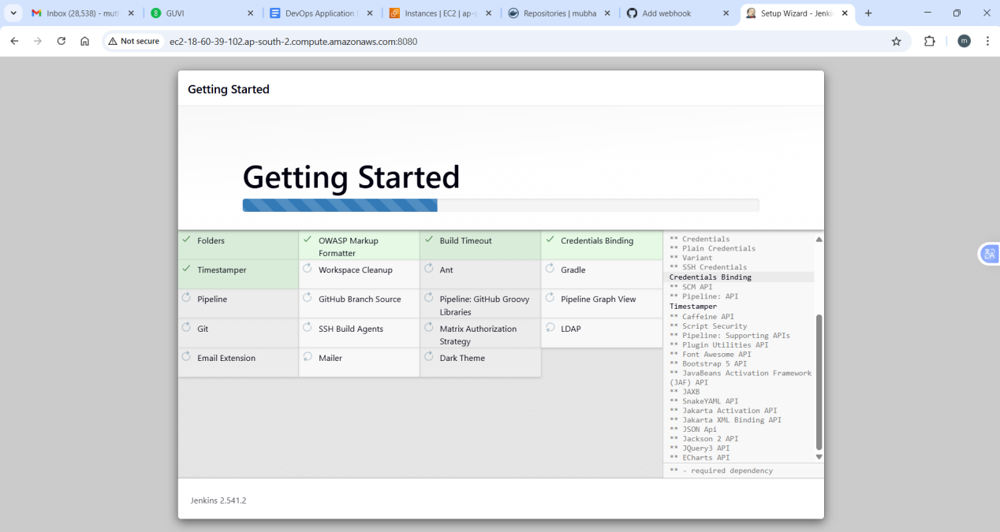 Inbox (28,538) - mutl
GUVI
DevOps Application
Instances | EC2 | ap-s
Repositories | mubha
Add webhook
Setup Wizard - Jenki
Not secure
ec2-18-60-39-102.ap-south-2.compute.amazonaws.com:8080
m
Getting Started
Getting Started
Folders
OWASP Markup
Formatter
Build Timeout
Credentials Binding
Timestamper
Workspace Cleanup
Ant
Gradle
Pipeline
GitHub Branch Source
Pipeline: GitHub Groovy
Libraries
Pipeline Graph View
Git
SSH Build Agents
Matrix Authorization
Strategy
LDAP
Email Extension
Mailer
Dark Theme
** Credentials
** Plain Credentials
** Variant
** SSH Credentials
Credentials Binding
** SCM API
** Pipeline: API
Timestamper
** Caffeine API
** Script Security
** Pipeline: Supporting APIs
** Plugin Utilities API
** Font Awesome API
** Bootstrap 5 API
** JavaBeans Activation Framework
(JAF) API
** JAXB
** SnakeYAML API
** Jakarta Activation API
** Jakarta XML Binding API
** JSON Api
** Jackson 2 API
** JQuery3 API
** ECharts API
** - required dependency
Jenkins 2.541.2